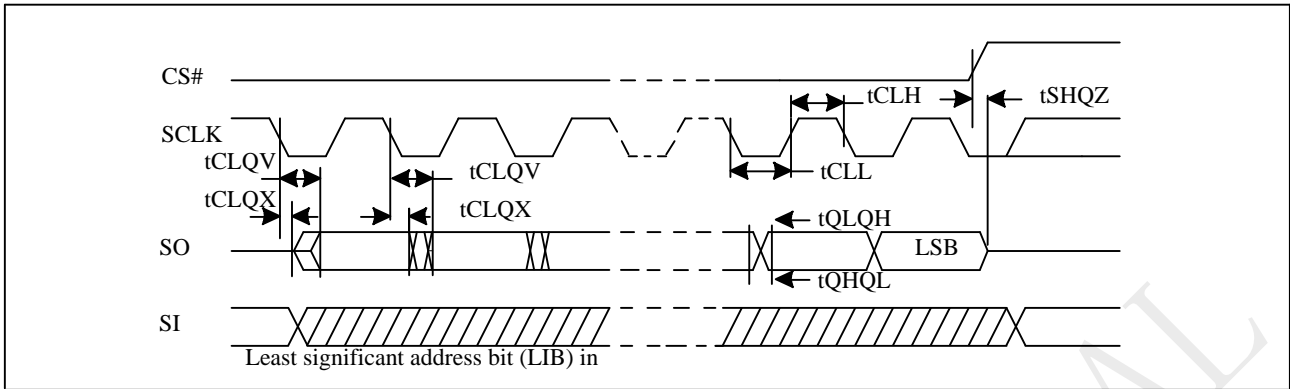 CS#
tCLH
tSHQZ
SCLK
tCLQV
tCLQV
tCLL
tCLQX
tCLQX
tQLQH
SO
LSB
tQHQL
SI
Least significant address bit (LIB) in